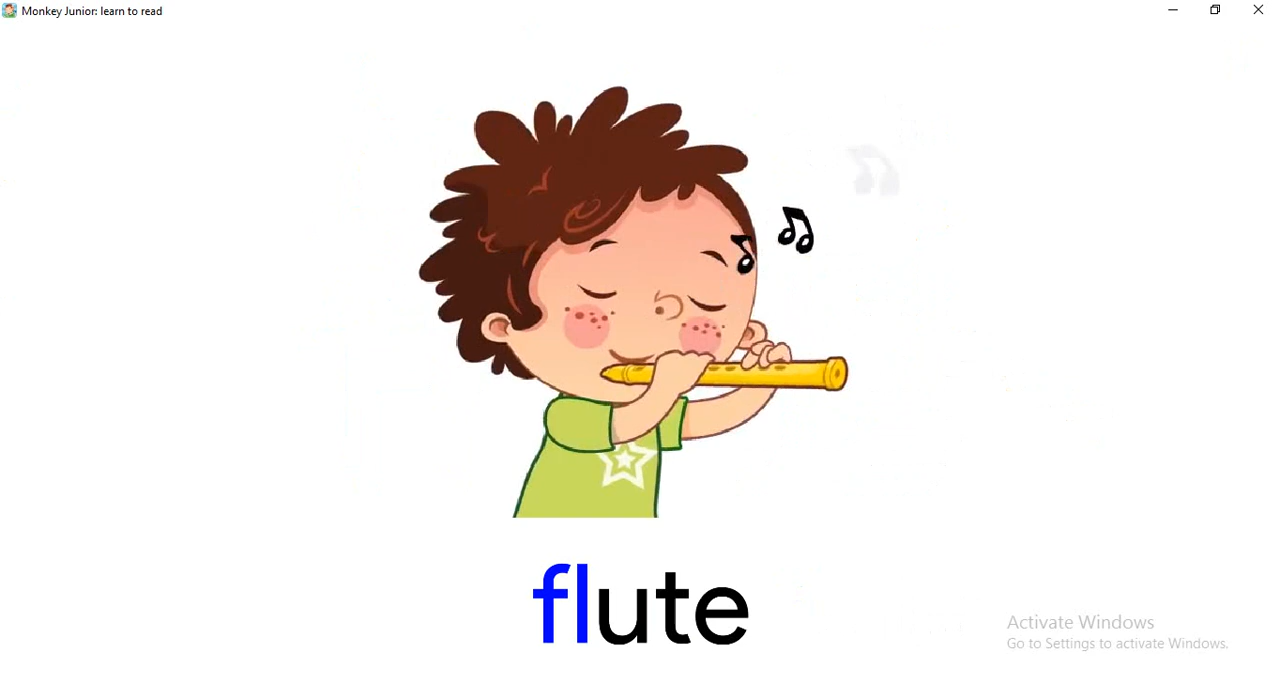 Monkey Junior: learn to read
flute
Activate Windows
Go to Settings to activate Windows.